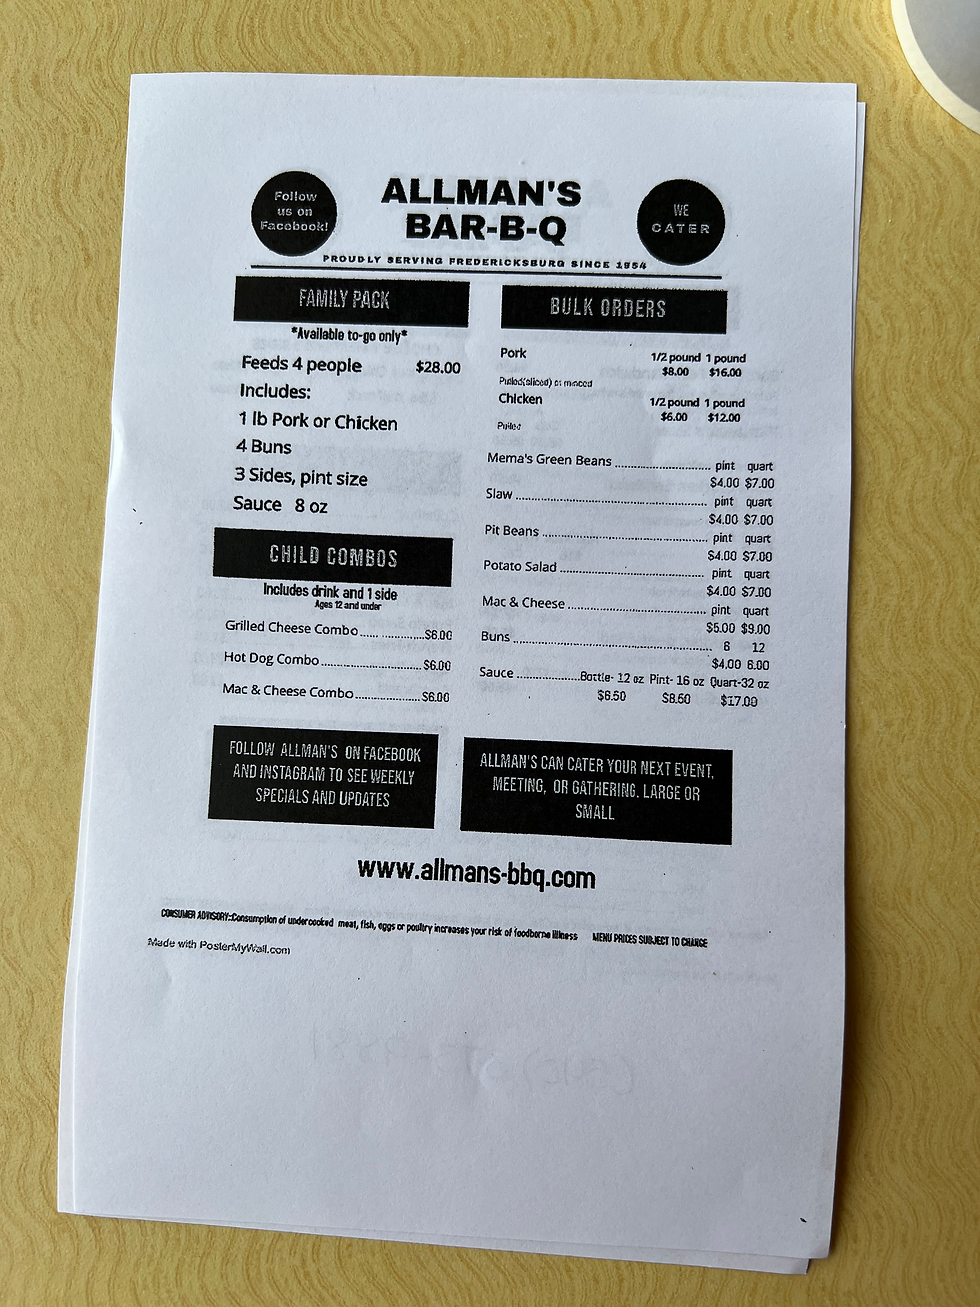 Follow
us on
Facebook!
ALLMAN'S
BAR-B-Q
WE
CATER
PROUDLY SERVING FREDERICKSBURG SINCE 1954
FAMILY PACK
*Available to-go only*
Feeds 4 people $28.00
Includes:
1 lb Pork or Chicken
4 Buns
3 Sides, pint size
Sauce 8 oz
CHILD COMBOS
Includes drink and 1 side
Ages 12 and under
Grilled Cheese Combo...... ................$6.00
Hot Dog Combo.............................$6.00
Mac & Cheese Combo..........................$6.00
BULK ORDERS
Pork 1/2 pound 1 pound
$8.00 $16.00
Pulled(sliced) or minced
Chicken 1/2 pound 1 pound
$6.00 $12.00
Pulled
Mema's Green Beans ............................ pint quart
$4.00 $7.00
Slaw ........................................................ pint quart
$4.00 $7.00
Pit Beans ................................................ pint quart
$4.00 $7.00
Potato Salad .......................................... pint quart
$4.00 $7.00
Mac & Cheese........................................ pint quart
$5.00 $9.00
Buns .......................................................... 6 12
$4.00 6.00
Sauce ..................Bottle- 12 oz Pint- 16 oz Quart-32 oz
$6.50 $8.50 $17.00
FOLLOW ALLMAN'S ON FACEBOOK
AND INSTAGRAM TO SEE WEEKLY
SPECIALS AND UPDATES
ALLMAN'S CAN CATER YOUR NEXT EVENT,
MEETING, OR GATHERING. LARGE OR
SMALL
www.allmans-bbq.com
CONSUMER ADVISORY:Consumption of undercooked meat, fish, eggs or poultry increases your risk of foodborne illness MENU PRICES SUBJECT TO CHANGE
Made with PosterMyWall.com